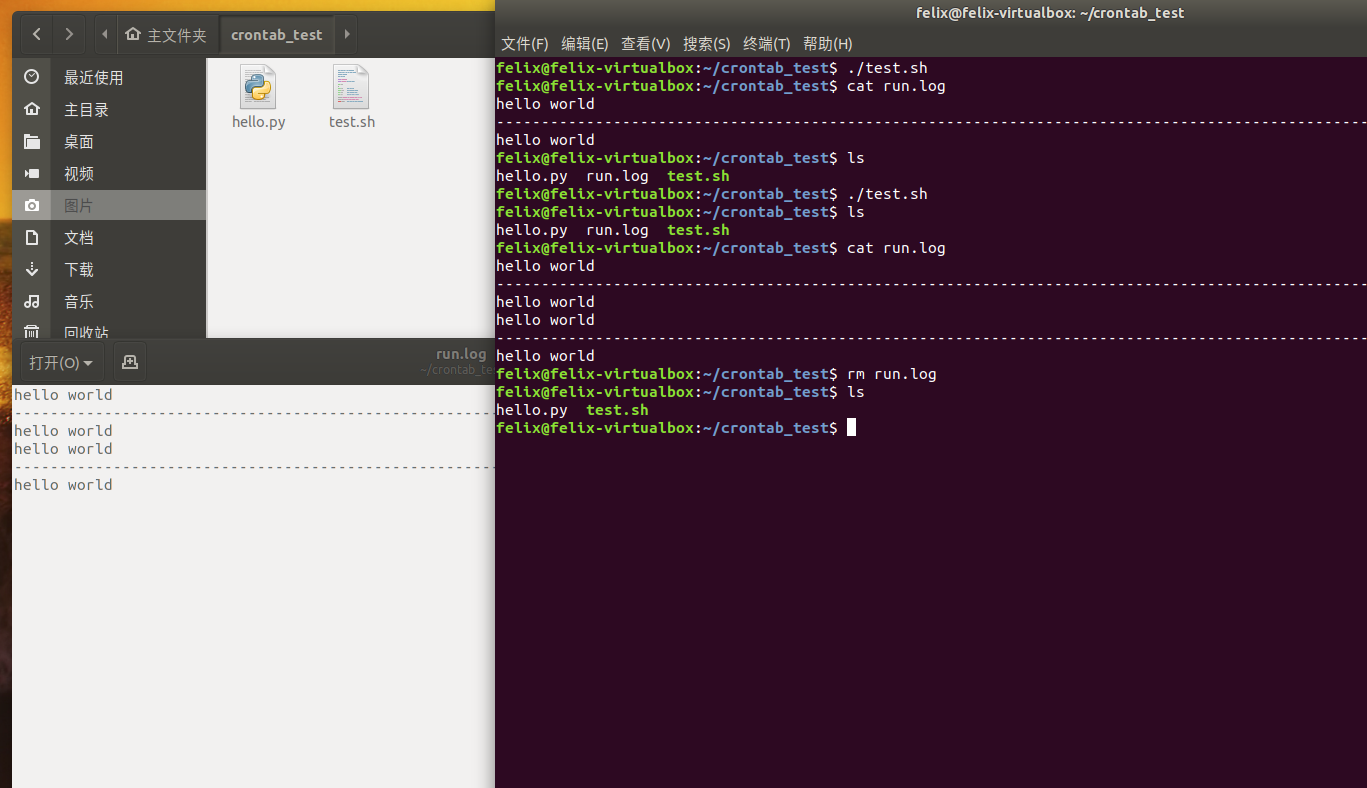 主文件夹
crontab_test
最近使用
主目录
桌面
视频
图片
文档
下载
音乐
回收站
hello.py
test.sh
打开(O)
run.log
hello world
--------------------------------------------------------
hello world
hello world
--------------------------------------------------------
hello world
felix@felix-virtualbox: ~/crontab_test
文件(F) 编辑(E) 查看(V) 搜索(S) 终端(T) 帮助(H)
felix@felix-virtualbox:~/crontab_test$ ./test.sh
felix@felix-virtualbox:~/crontab_test$ cat run.log
hello world
-------------------------------------------------------------------------------------------------
hello world
felix@felix-virtualbox:~/crontab_test$ ls
hello.py  run.log  test.sh
felix@felix-virtualbox:~/crontab_test$ ./test.sh
felix@felix-virtualbox:~/crontab_test$ ls
hello.py  run.log  test.sh
felix@felix-virtualbox:~/crontab_test$ cat run.log
hello world
-------------------------------------------------------------------------------------------------
hello world
hello world
-------------------------------------------------------------------------------------------------
hello world
felix@felix-virtualbox:~/crontab_test$ rm run.log
felix@felix-virtualbox:~/crontab_test$ ls
hello.py  test.sh
felix@felix-virtualbox:~/crontab_test$